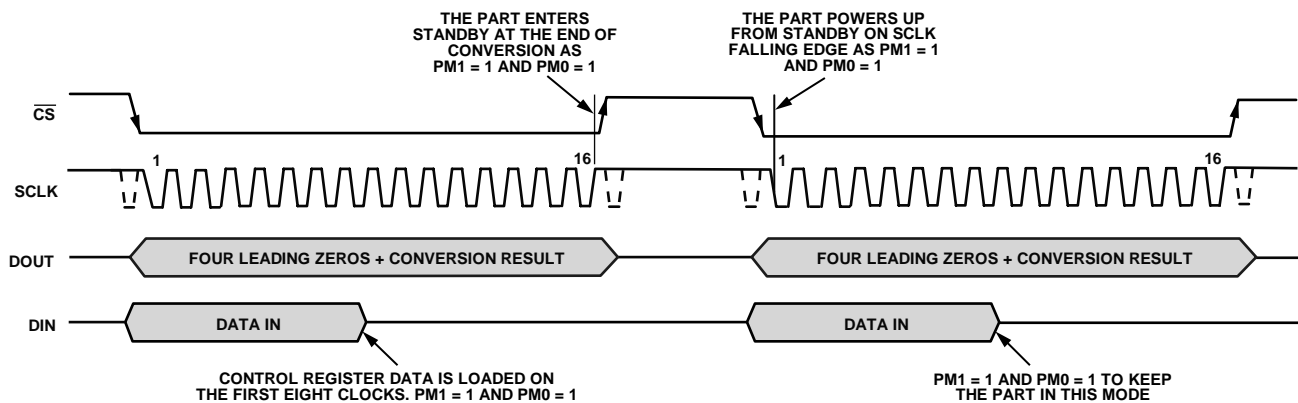 THE PART ENTERS
STANDBY AT THE END OF
CONVERSION AS
PM1 = 1 AND PM0 = 1
THE PART POWERS UP
FROM STANDBY ON SCLK
FALLING EDGE AS PM1 = 1
AND PM0 = 1
CS
1
16
1
16
SCLK
DOUT
FOUR LEADING ZEROS + CONVERSION RESULT
FOUR LEADING ZEROS + CONVERSION RESULT
DIN
DATA IN
DATA IN
CONTROL REGISTER DATA IS LOADED ON
THE FIRST EIGHT CLOCKS. PM1 = 1 AND PM0 = 1
PM1 = 1 AND PM0 = 1 TO KEEP
THE PART IN THIS MODE